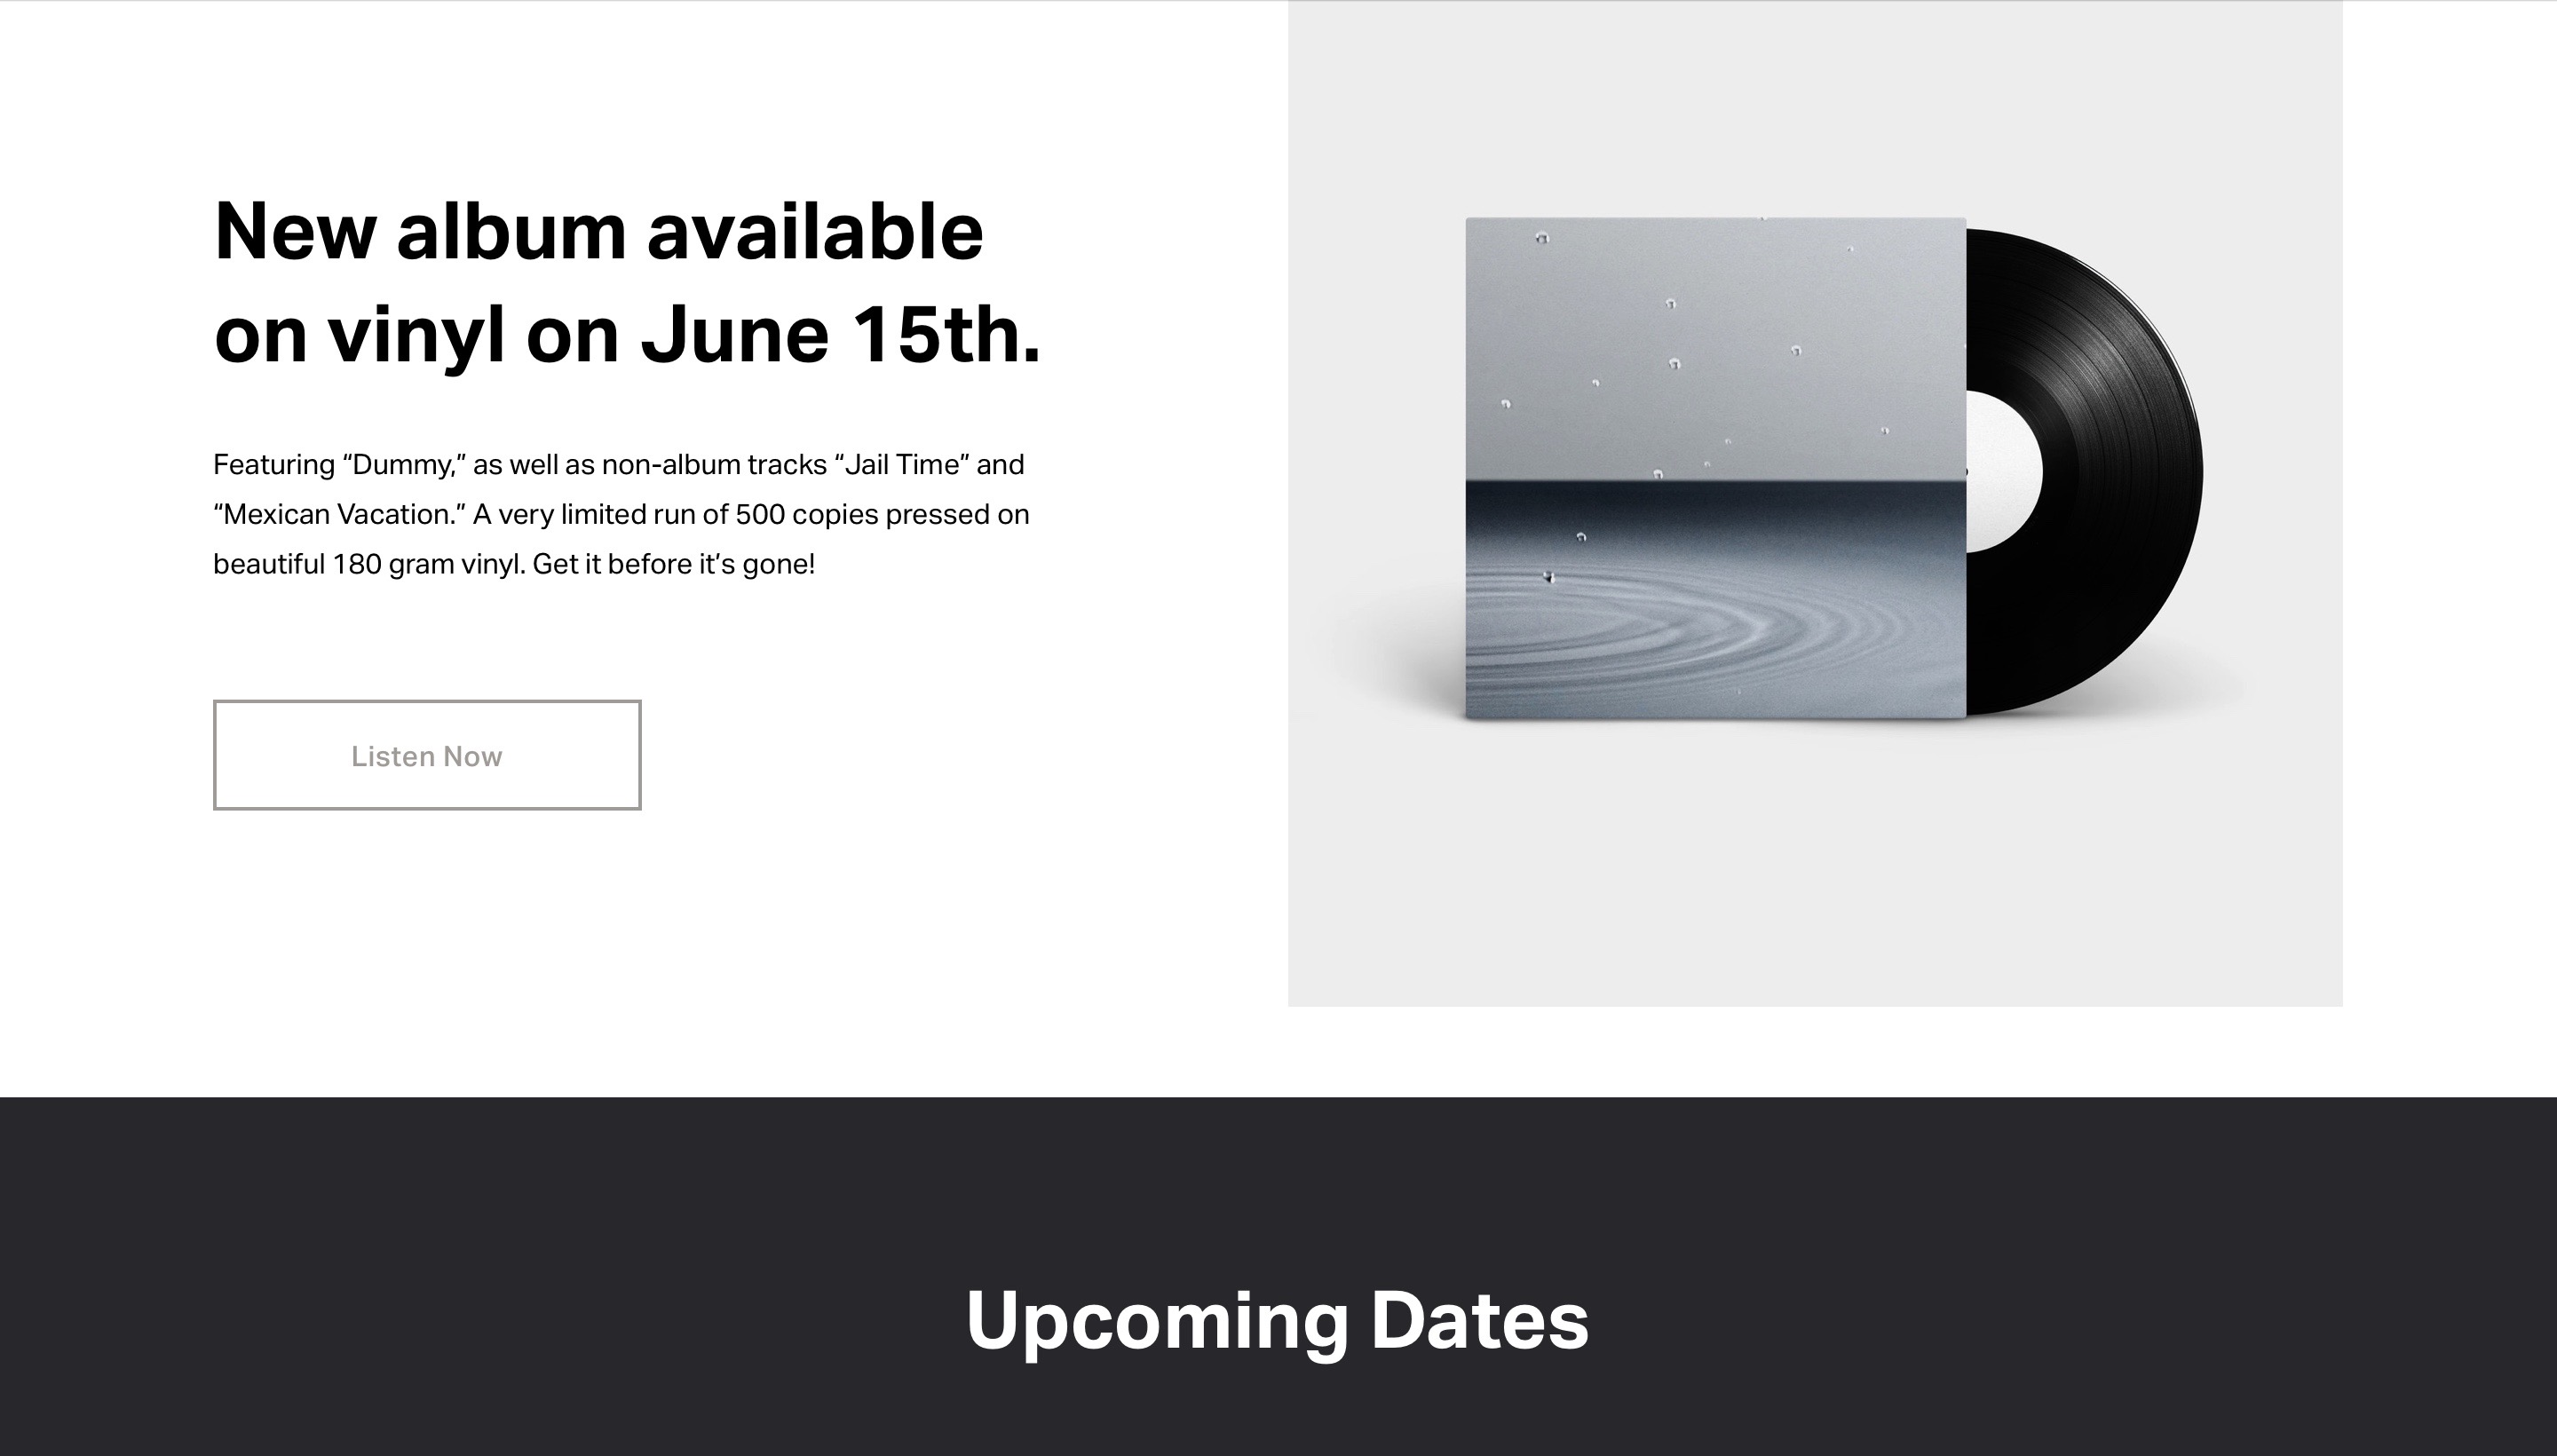 New album available
on vinyl on June 15th.
Featuring “Dummy,” as well as non-album tracks “Jail Time” and
“Mexican Vacation.” A very limited run of 500 copies pressed on
beautiful 180 gram vinyl. Get it before it’s gone!
Listen Now
Upcoming Dates